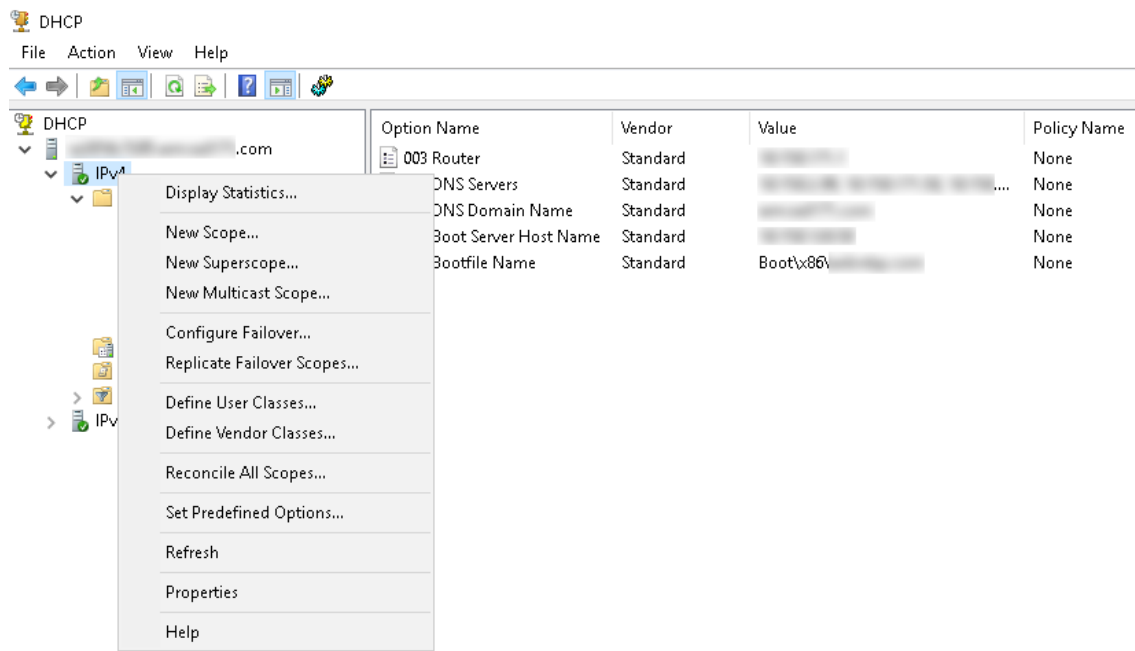 DHCP
File Action View Help
DHCP
.com
IPv4
IPv
Display Statistics...
New Scope...
New Superscope...
New Multicast Scope...
Configure Failover...
Replicate Failover Scopes...
Define User Classes...
Define Vendor Classes...
Reconcile All Scopes...
Set Predefined Options...
Refresh
Properties
Help
Option Name Vendor Value Policy Name
003 Router Standard None
DNS Servers Standard .... None
DNS Domain Name Standard None
Boot Server Host Name Standard None
Bootfile Name Standard Boot\x86\ None